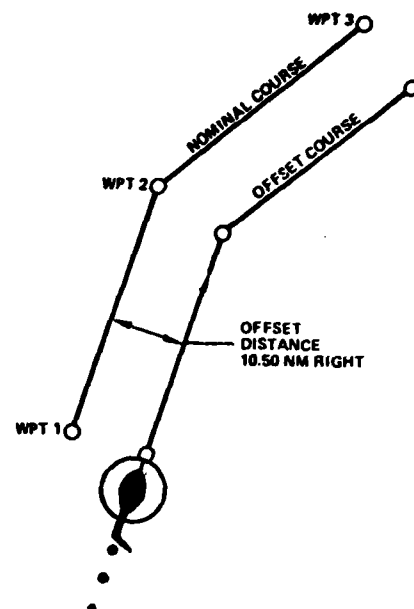 WPT 3
NOMINAL COURSE
OFFSET COURSE
WPT 2
OFFSET
DISTANCE
10.50 NM RIGHT
WPT 1